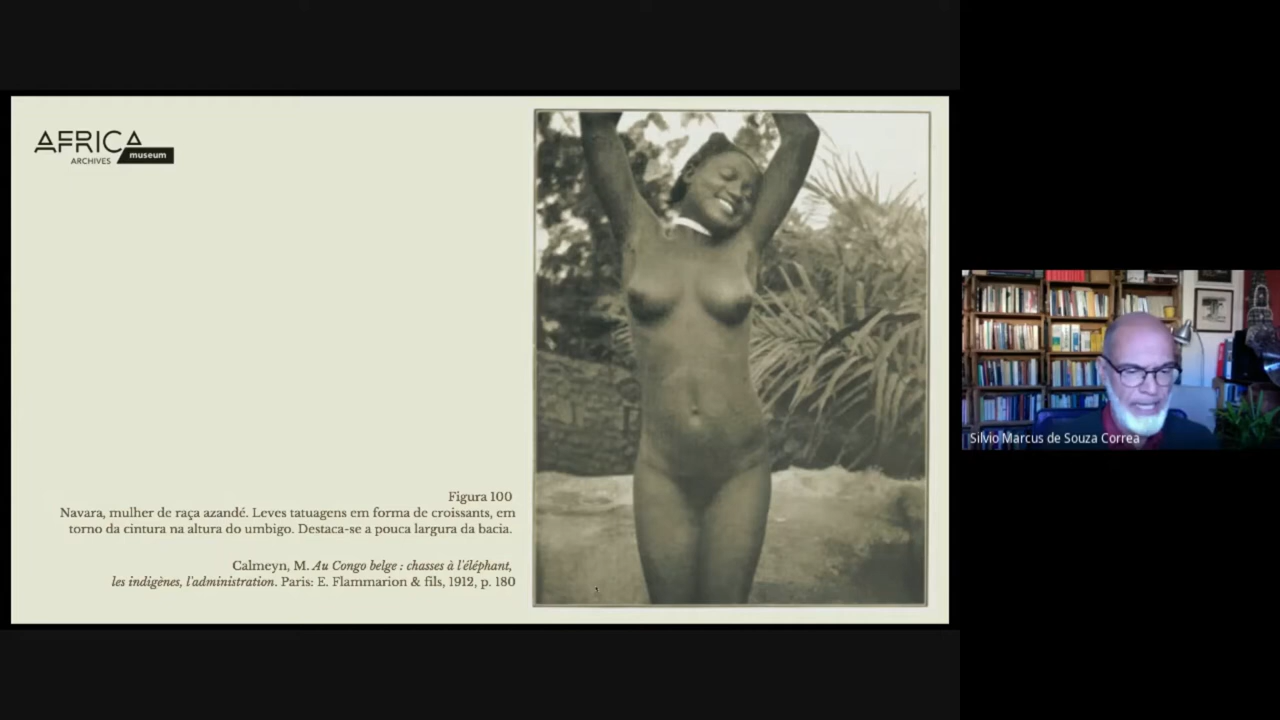 AFRICA
ARCHIVES museum
Figura 100
Navara, mulher de raça azandé. Leves tatuagens em forma de croissants, em
torno da cintura na altura do umbigo. Destaca-se a pouca largura da bacia.
Calmeyn, M. Au Congo belge : chasses à l'éléphant,
les indigènes, l'administration. Paris: E. Flammarion & fils, 1912, p. 180
Silvio Marcus de Souza Correa